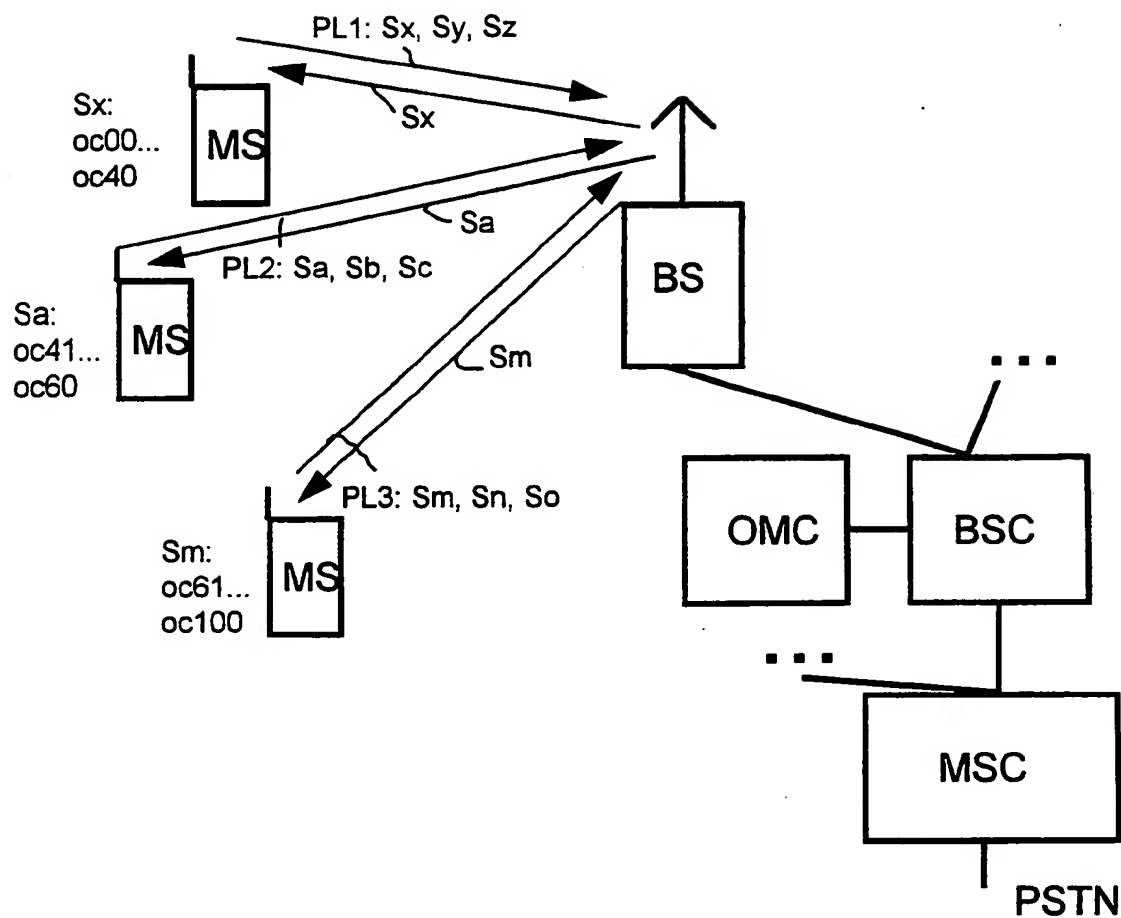 PL1: Sx, Sy, Sz
Sx
Sx:
oc00...
oc40
MS
Sa
PL2: Sa, Sb, Sc
BS
Sa:
oc41...
oc60
MS
Sm
...
PL3: Sm, Sn, So
OMC
BSC
Sm:
oc61...
oc100
MS
...
MSC
PSTN